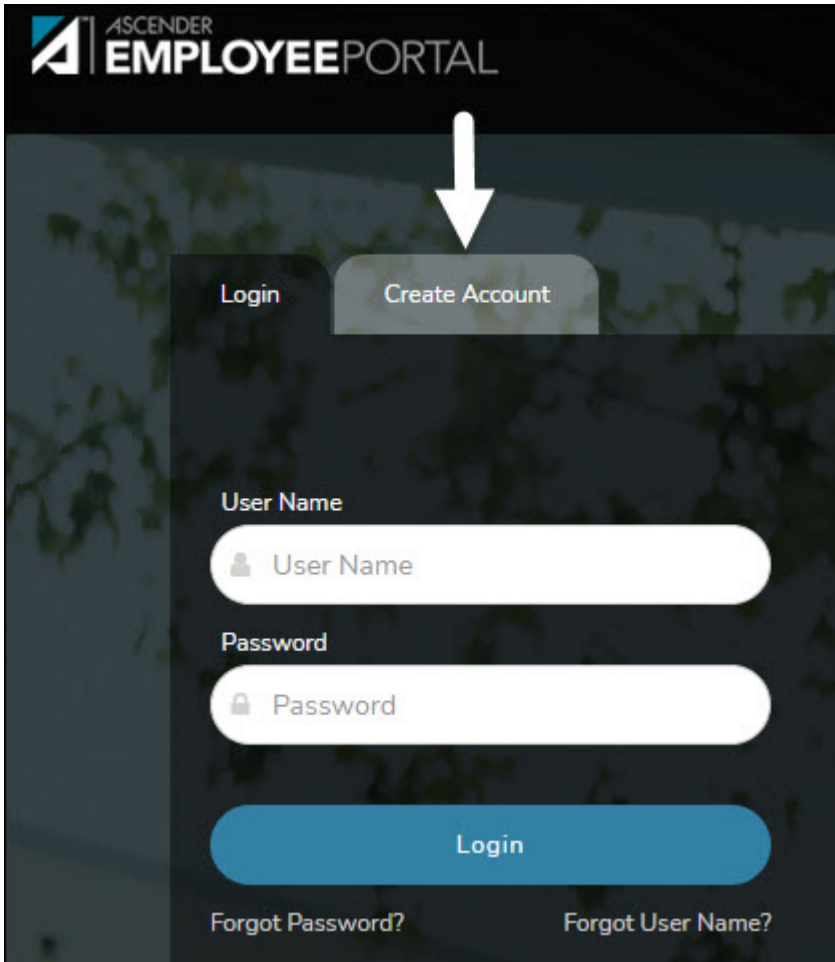 ASCENDER
EMPLOYEEPORTAL
Login
Create Account
User Name
User Name
Password
Password
Login
Forgot Password? Forgot User Name?